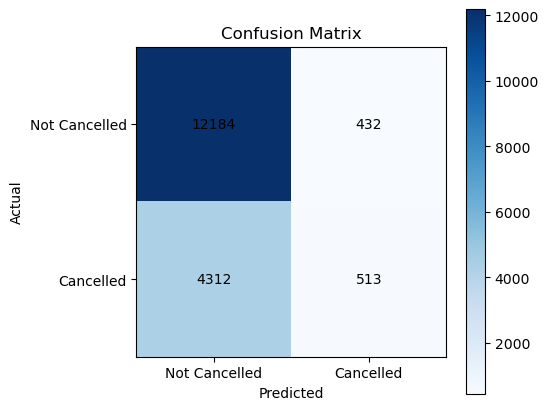 Confusion Matrix
Not Cancelled
12184
432
Cancelled
4312
513
Not Cancelled
Cancelled
Predicted
Actual
12000
10000
8000
6000
4000
2000